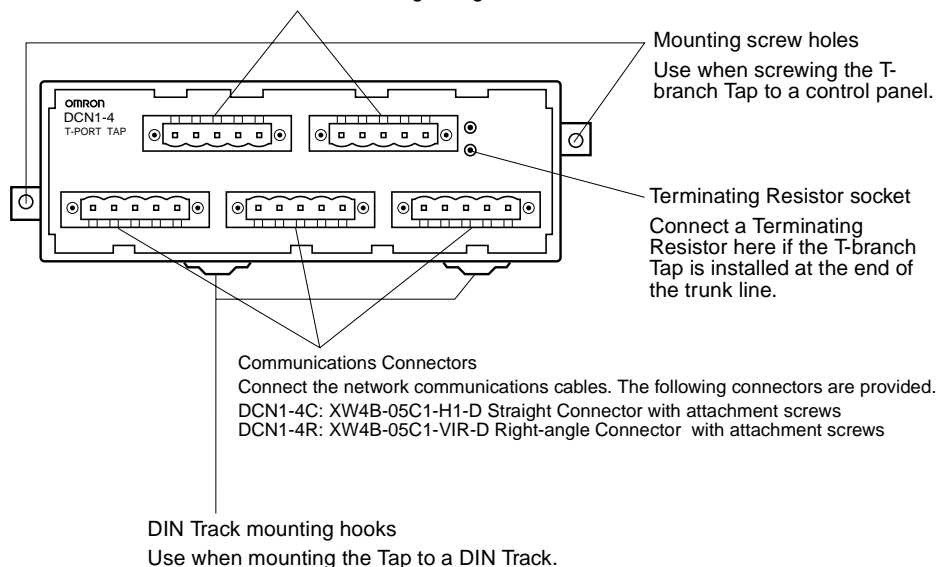 Mounting screw holes
Use when screwing the T-
branch Tap to a control panel.
OMRON
DCN1-4
T-PORT TAP
Terminating Resistor socket
Connect a Terminating
Resistor here if the T-branch
Tap is installed at the end of
the trunk line.
Communications Connectors
Connect the network communications cables. The following connectors are provided.
DCN1-4C: XW4B-05C1-H1-D Straight Connector with attachment screws
DCN1-4R: XW4B-05C1-VIR-D Right-angle Connector with attachment screws
DIN Track mounting hooks
Use when mounting the Tap to a DIN Track.